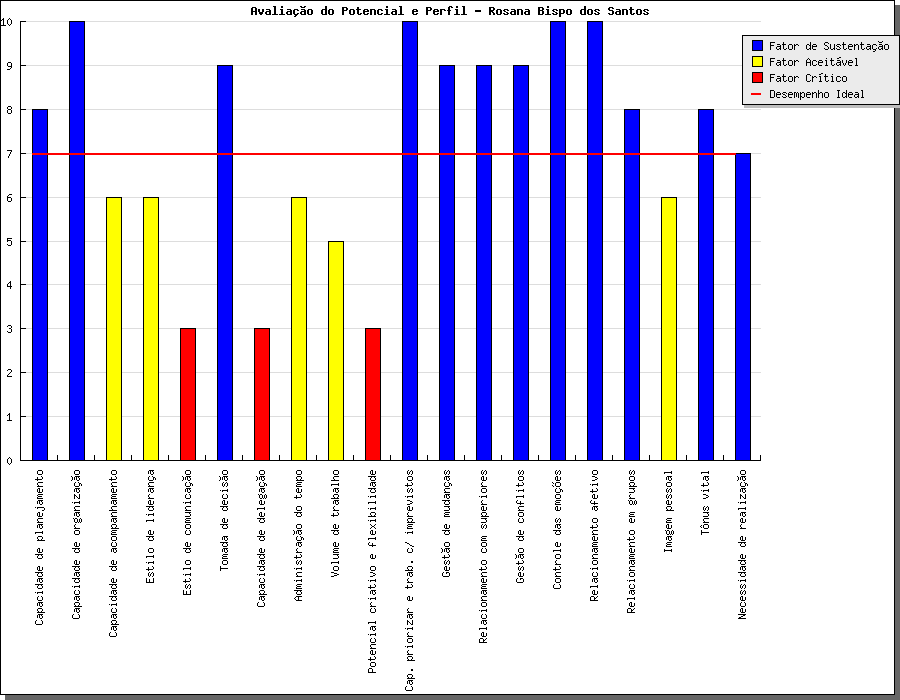 Avaliação do Potencial e Perfil - Rosana Bispo dos Santos
Fator de Sustentação
Fator Aceitável
Fator Crítico
Desempenho Ideal
10
9
8
7
6
5
4
3
2
1
0
Capacidade de planejamento
Capacidade de organização
Capacidade de acompanhamento
Estilo de liderança
Estilo de comunicação
Tomada de decisão
Capacidade de delegação
Administração do tempo
Volume de trabalho
Potencial criativo e flexibilidade
Cap. priorizar e trab. c/ imprevistos
Gestão de mudanças
Relacionamento com superiores
Gestão de conflitos
Controle das emoções
Relacionamento afetivo
Relacionamento em grupos
Imagem pessoal
Tônus vital
Necessidade de realização